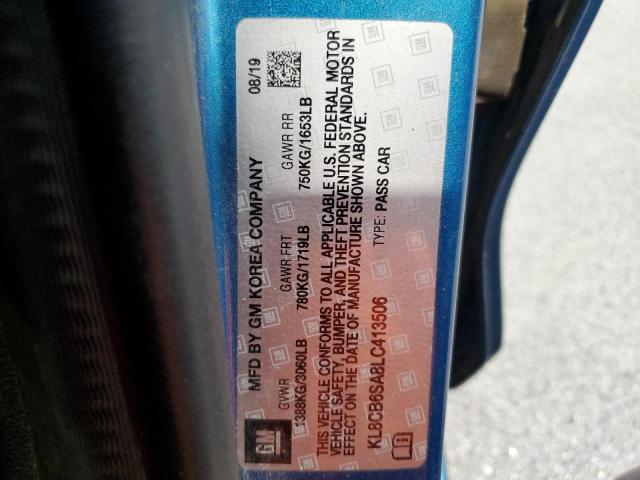 GM
MFD BY GM KOREA COMPANY 08/19
GVWR GAWR FRT GAWR RR
1388KG/3060LB 780KG/1719LB 750KG/1653LB
THIS VEHICLE CONFORMS TO ALL APPLICABLE U.S. FEDERAL MOTOR
VEHICLE SAFETY, BUMPER, AND THEFT PREVENTION STANDARDS IN
EFFECT ON THE DATE OF MANUFACTURE SHOWN ABOVE.
KL8CB6SA8LC413506 TYPE: PASS CAR